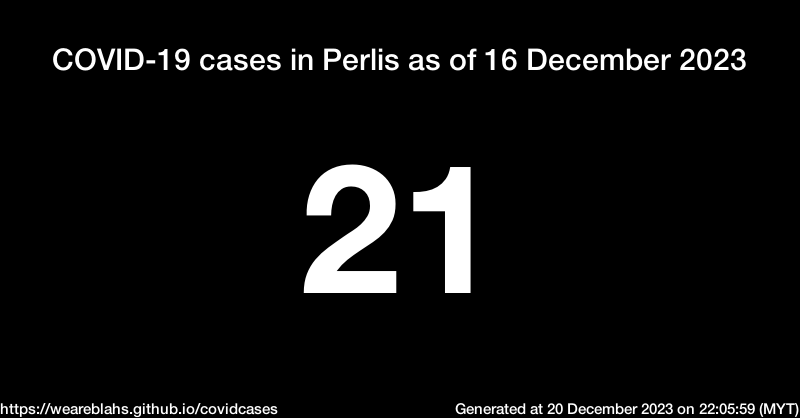 COVID-19 cases in Perlis as of 16 December 2023
21
https://weareblahs.github.io/covidcases
Generated at 20 December 2023 on 22:05:59 (MYT)